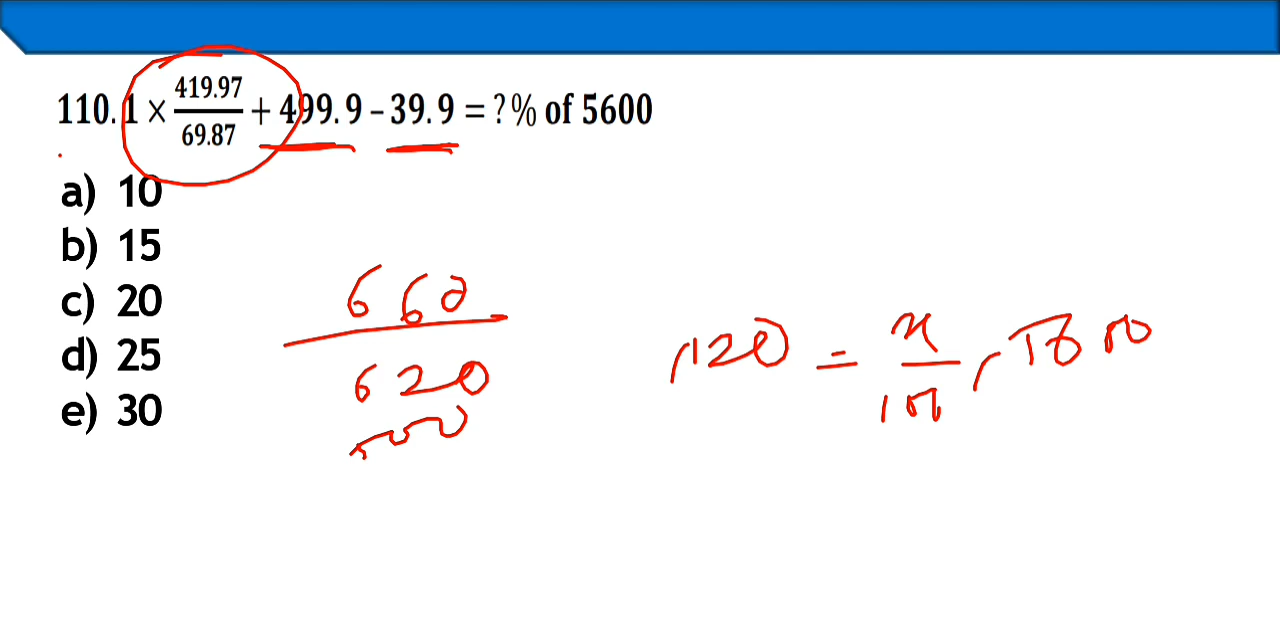 110.1 × 419.97/69.87 + 499.9 – 39.9 = ?% of 5600
a) 10
b) 15
c) 20
d) 25
e) 30
660
620
500
1120 = x/100 × 5600